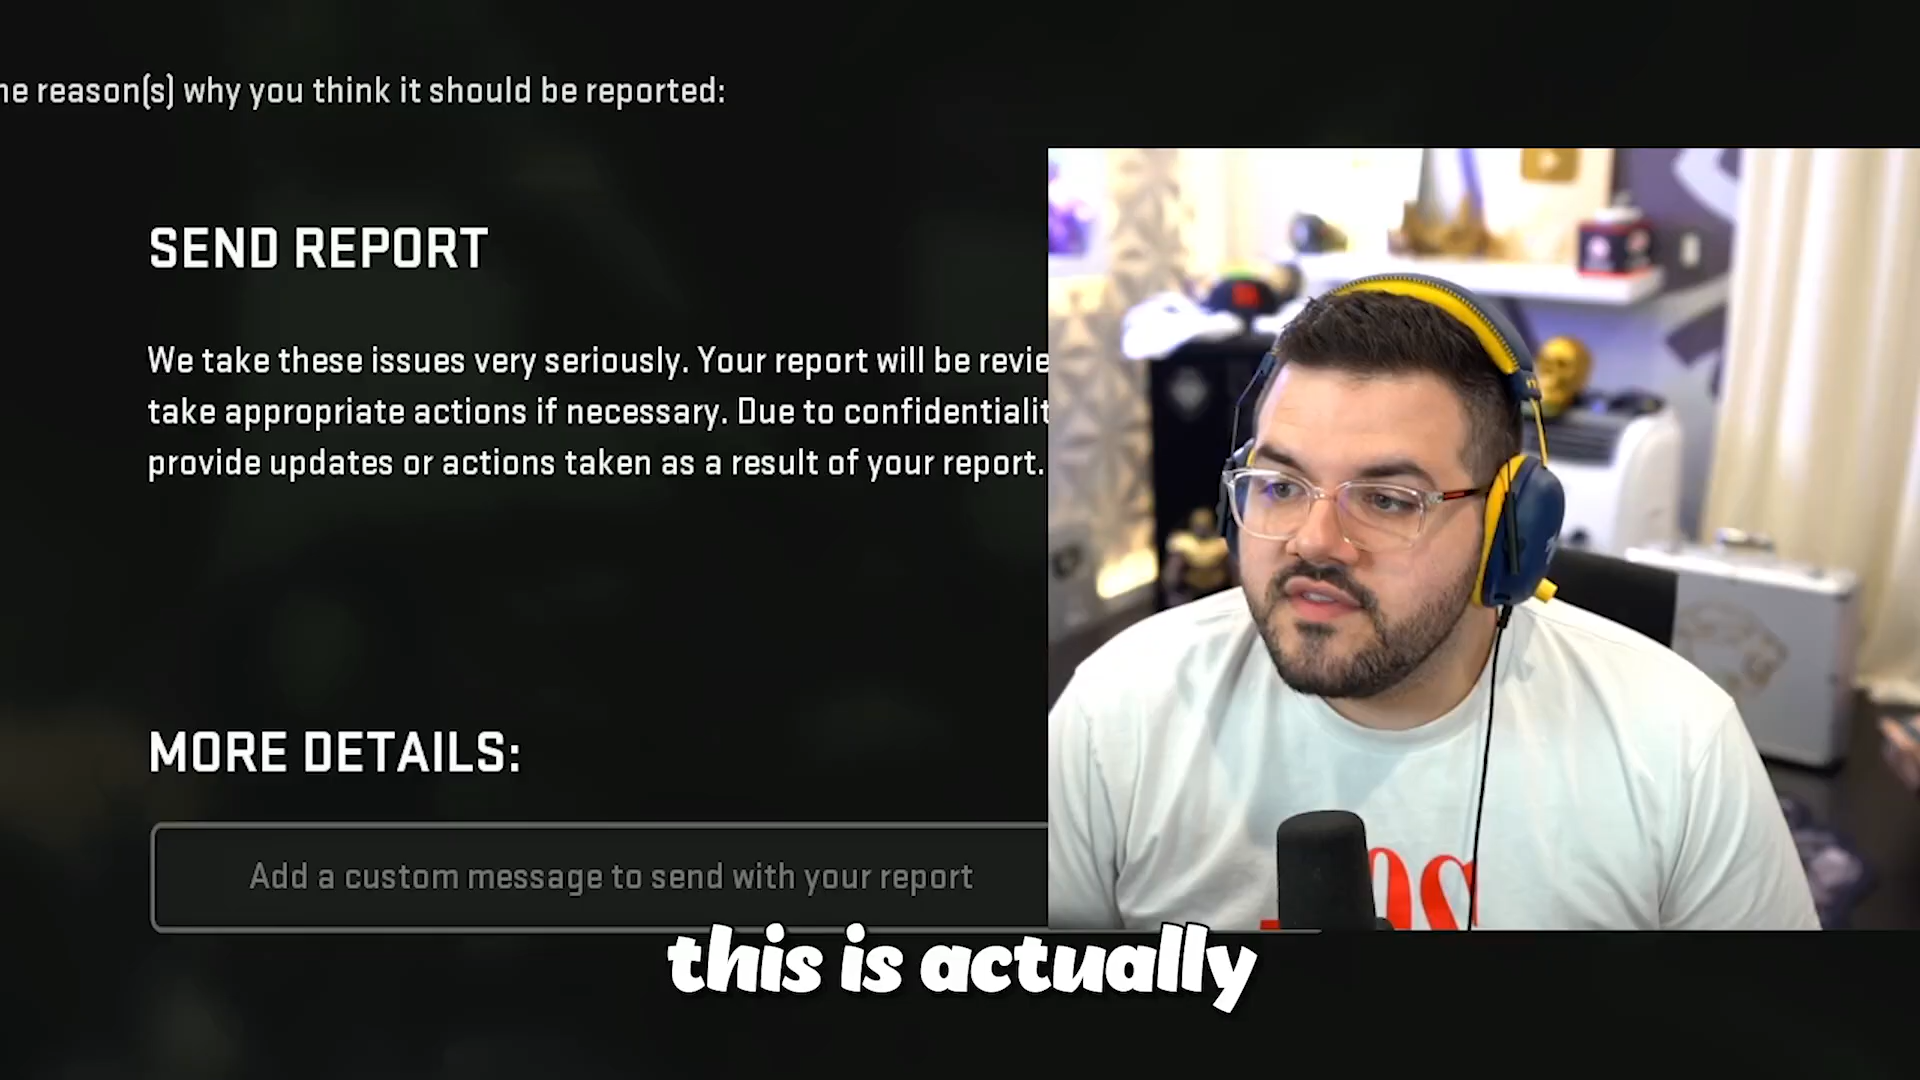 he reason(s) why you think it should be reported:
SEND REPORT
We take these issues very seriously. Your report will be revie
take appropriate actions if necessary. Due to confidentialit
provide updates or actions taken as a result of your report.
MORE DETAILS:
Add a custom message to send with your report
this is actually